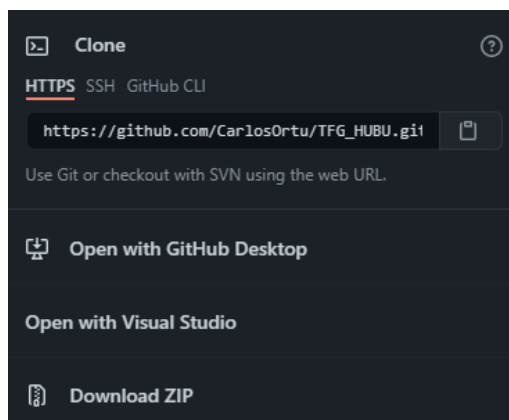 Clone
HTTPS SSH GitHub CLI
https://github.com/CarlosOrtu/TFG_HUBU.git
Use Git or checkout with SVN using the web URL.
Open with GitHub Desktop
Open with Visual Studio
Download ZIP